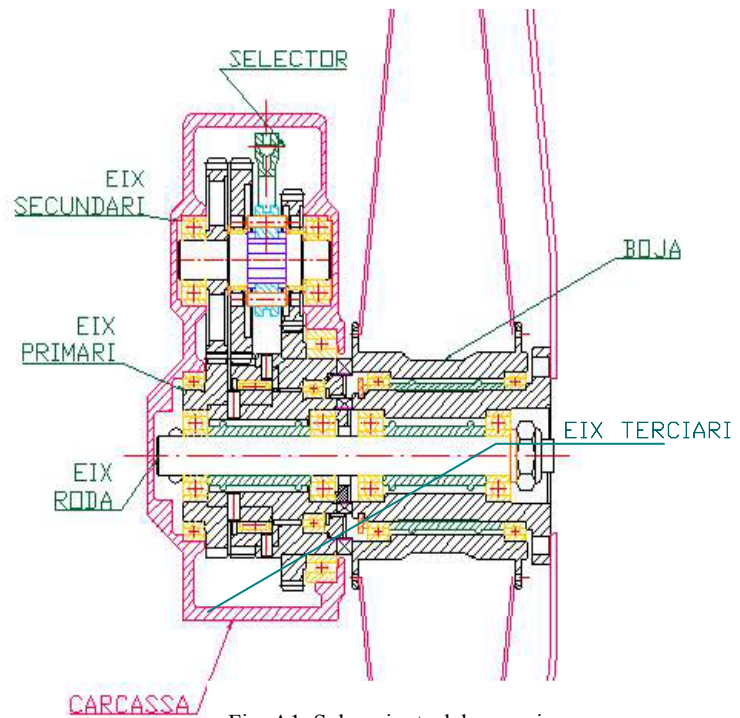 SELECTOR
EIX
SECUNDARI
BOJA
EIX
PRIMARI
EIX TERCIARI
EIX
RODA
CARCASSA